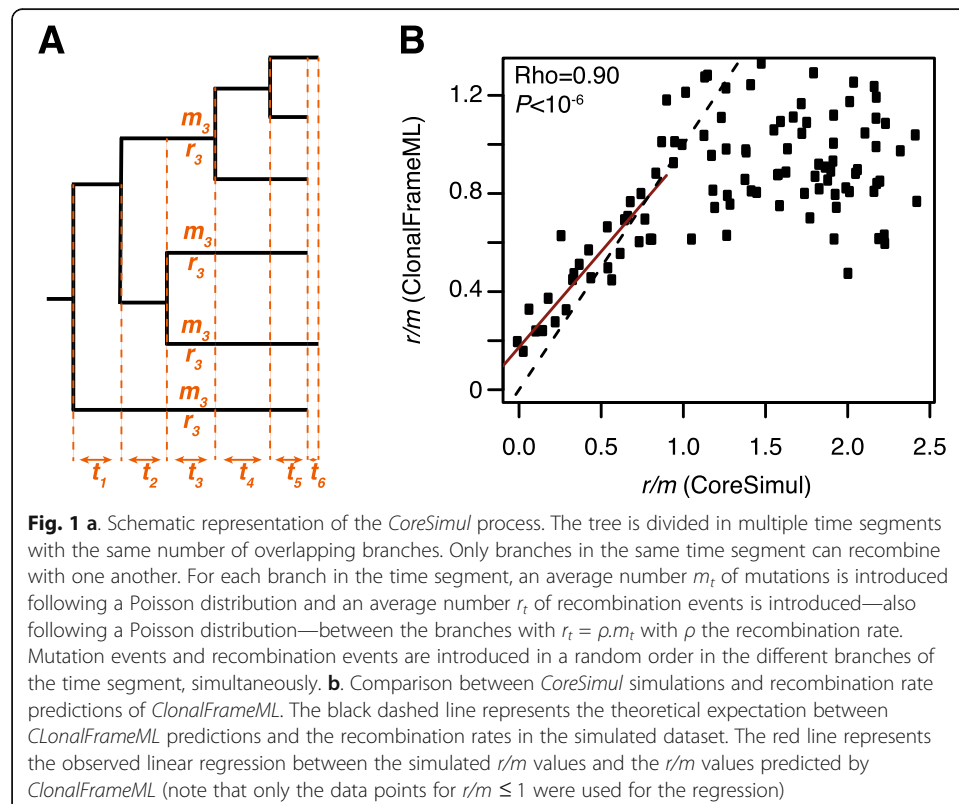 A
B
m3
r3
m3
r3
m3
r3
m3
r3
t1 t2 t3 t4 t5 t6
Rho=0.90
P<10-6
r/m (ClonalFrameML)
1.2
0.8
0.4
0
0.0 0.5 1.0 1.5 2.0 2.5
r/m (CoreSimul)
Fig. 1 a. Schematic representation of the CoreSimul process. The tree is divided in multiple time segments
with the same number of overlapping branches. Only branches in the same time segment can recombine
with one another. For each branch in the time segment, an average number mt of mutations is introduced
following a Poisson distribution and an average number rt of recombination events is introduced—also
following a Poisson distribution—between the branches with rt = ρ.mt with ρ the recombination rate.
Mutation events and recombination events are introduced in a random order in the different branches of
the time segment, simultaneously. b. Comparison between CoreSimul simulations and recombination rate
predictions of ClonalFrameML. The black dashed line represents the theoretical expectation between
CLonalFrameML predictions and the recombination rates in the simulated dataset. The red line represents
the observed linear regression between the simulated r/m values and the r/m values predicted by
ClonalFrameML (note that only the data points for r/m ≤ 1 were used for the regression)